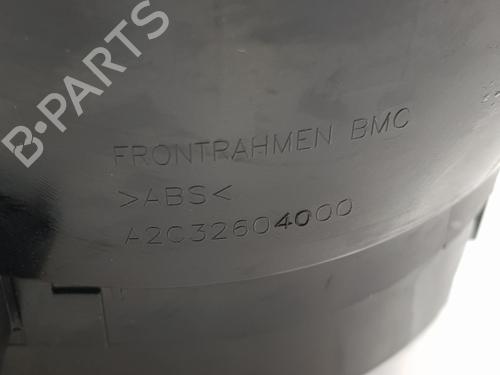 B-PARTS
FRONTRAHMEN BMC
>ABS<
A2C32604000